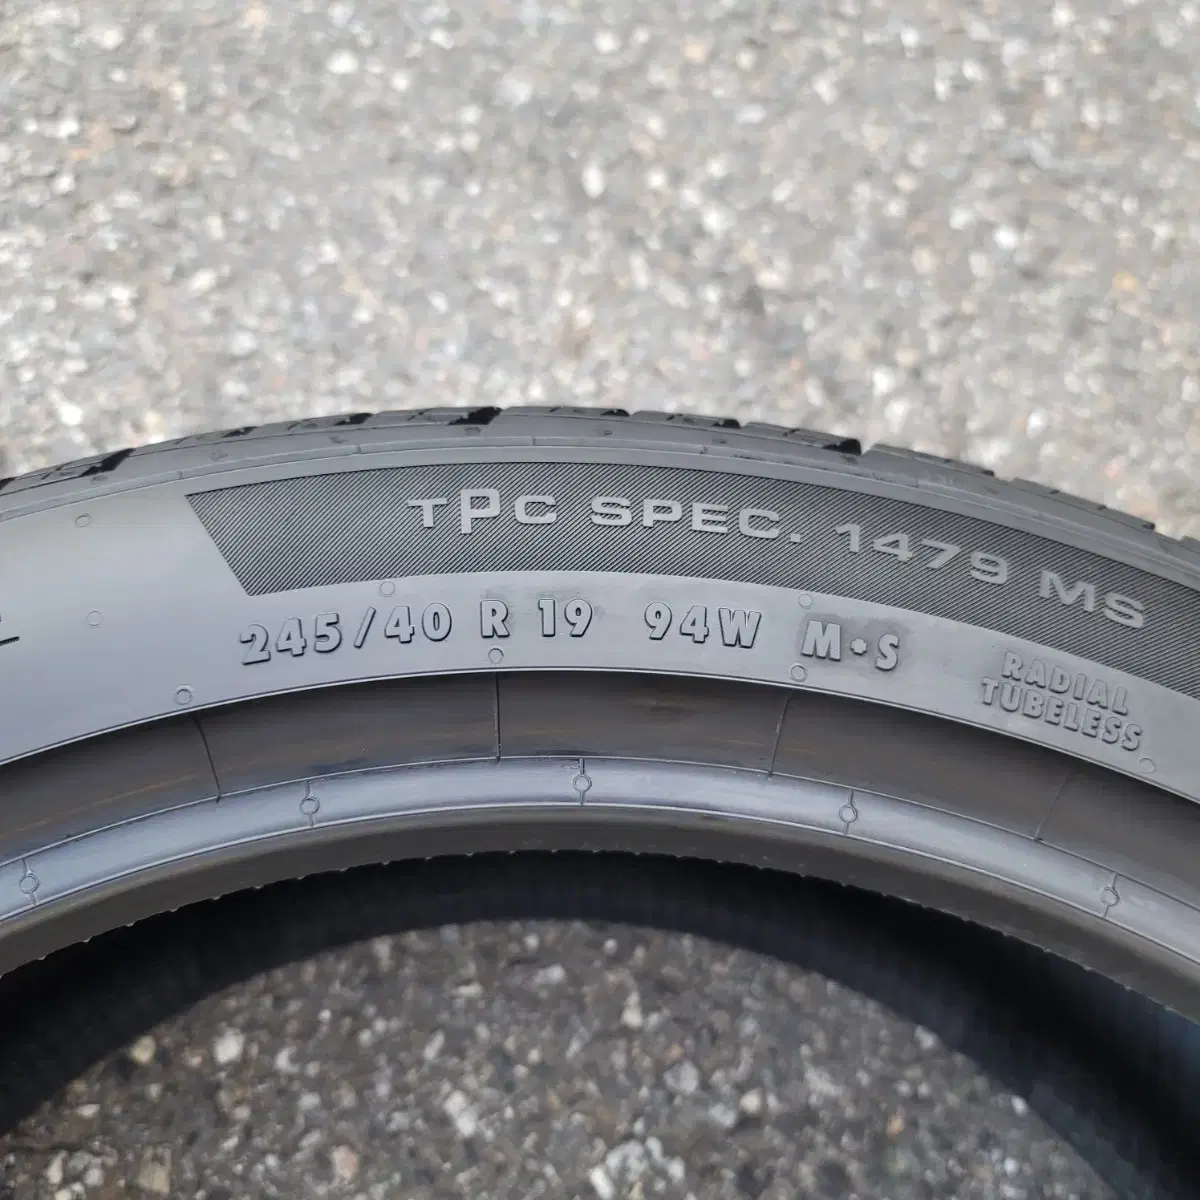 TPC SPEC. 1479 MS
245/40 R 19 94W M•S
RADIAL
TUBELESS